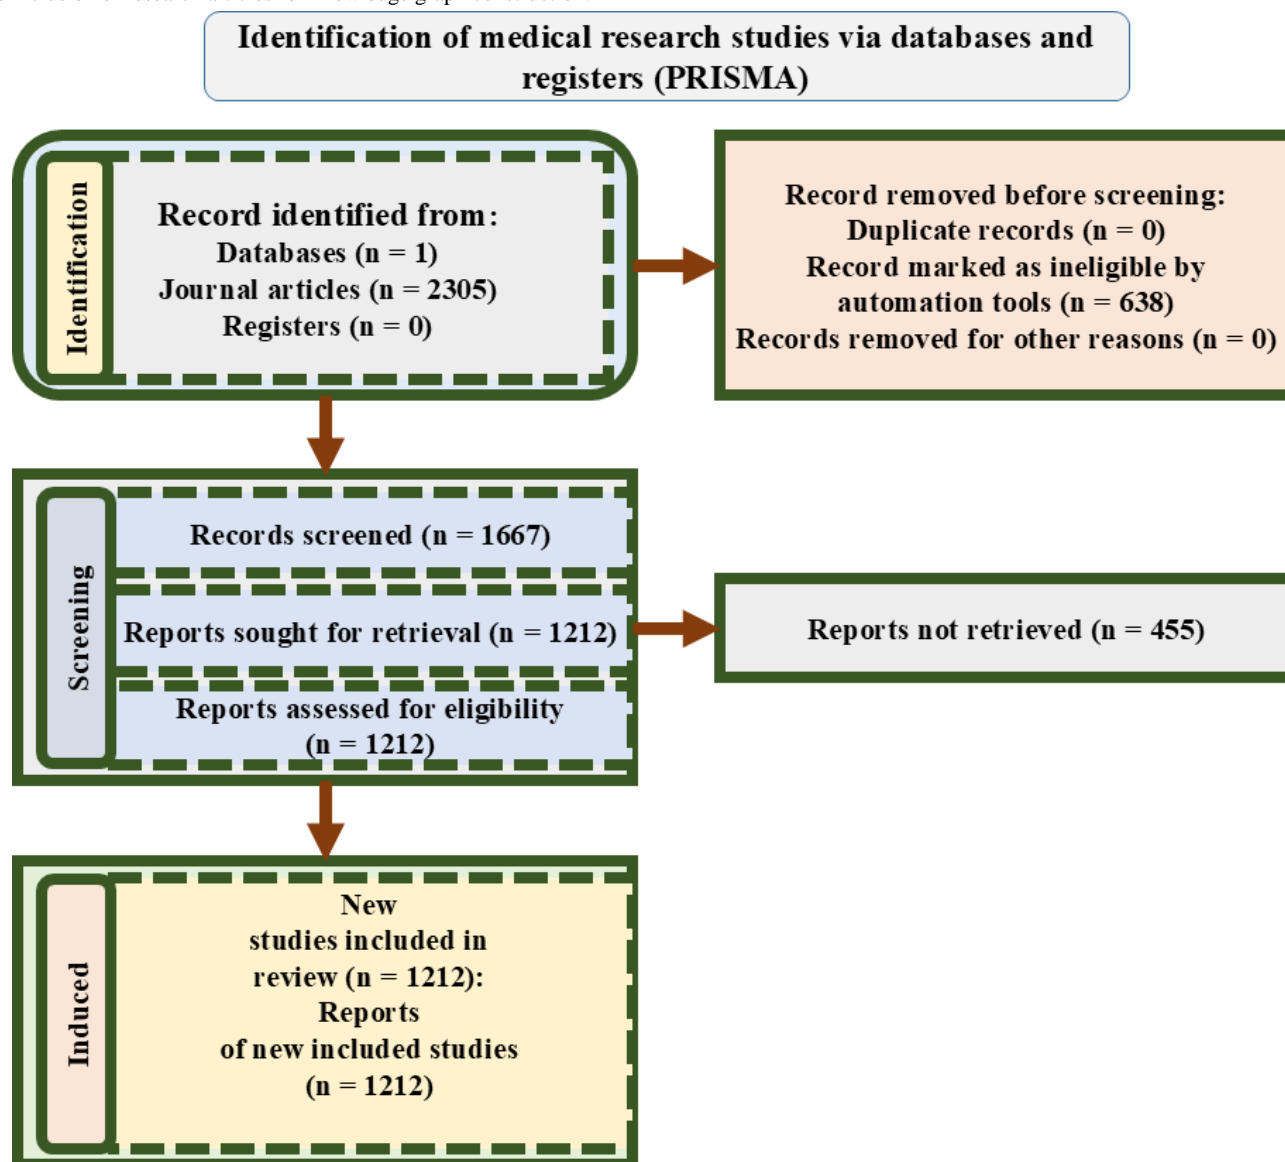 Identification of medical research studies via databases and
registers (PRISMA)
Identification
Record identified from:
Databases (n = 1)
Journal articles (n = 2305)
Registers (n = 0)
Record removed before screening:
Duplicate records (n = 0)
Record marked as ineligible by
automation tools (n = 638)
Records removed for other reasons (n = 0)
Screening
Records screened (n = 1667)
Reports sought for retrieval (n = 1212)
Reports assessed for eligibility
(n = 1212)
Reports not retrieved (n = 455)
Induced
New
studies included in
review (n = 1212):
Reports
of new included studies
(n = 1212)